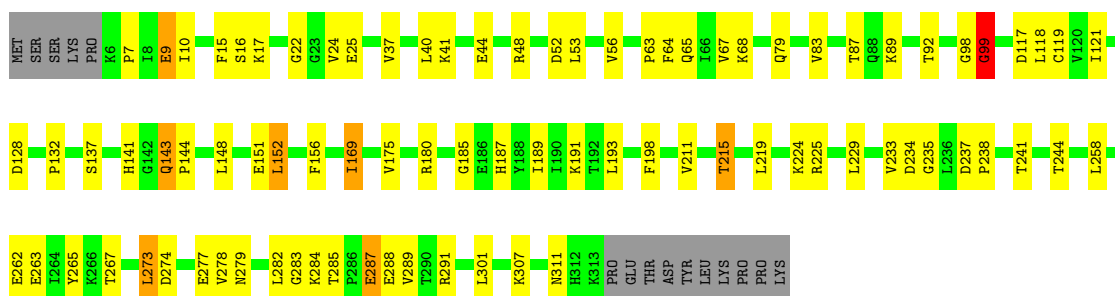 MET SER SER LYS PRO K6 P7 I8 E9 I10 F15 S16 K17 G22 G23 V24 E25 V37 L40 K41 E44 R48 D52 L53 V56 P63 F64 Q65 I66 V67 K68 Q79 V83 T87 Q88 K89 T92 G98 G99 D117 L118 C119 V120 I121
D128 P132 S137 H141 G142 Q143 P144 L148 E151 L152 F156 I169 V175 R180 G185 E186 H187 Y188 I189 I190 K191 T192 L193 F198 V211 T215 L219 K224 R225 L229 V233 D234 G235 L236 D237 P238 T241 T244 L258
E262 E263 I264 Y265 K266 T267 L273 D274 E277 V278 N279 L282 G283 K284 T285 P286 E287 E288 V289 T290 R291 L301 K307 N311 H312 K313 PRO GLU THR ASP TYR LEU LYS PRO PRO LYS